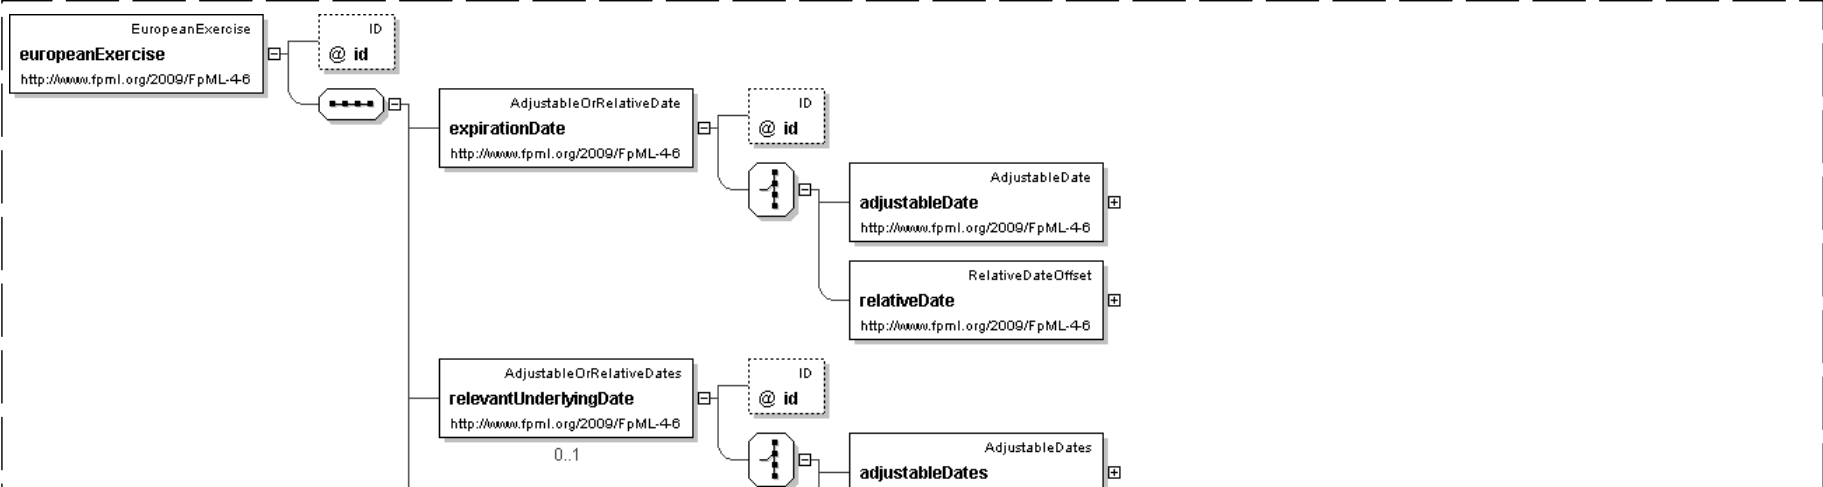 EuropeanExercise
europeanExercise
http://www.fpml.org/2009/FpML-4-6
ID
@ id
AdjustableOrRelativeDate
expirationDate
http://www.fpml.org/2009/FpML-4-6
ID
@ id
AdjustableDate
adjustableDate
http://www.fpml.org/2009/FpML-4-6
RelativeDateOffset
relativeDate
http://www.fpml.org/2009/FpML-4-6
AdjustableOrRelativeDates
relevantUnderlyingDate
http://www.fpml.org/2009/FpML-4-6
0..1
ID
@ id
AdjustableDates
adjustableDates